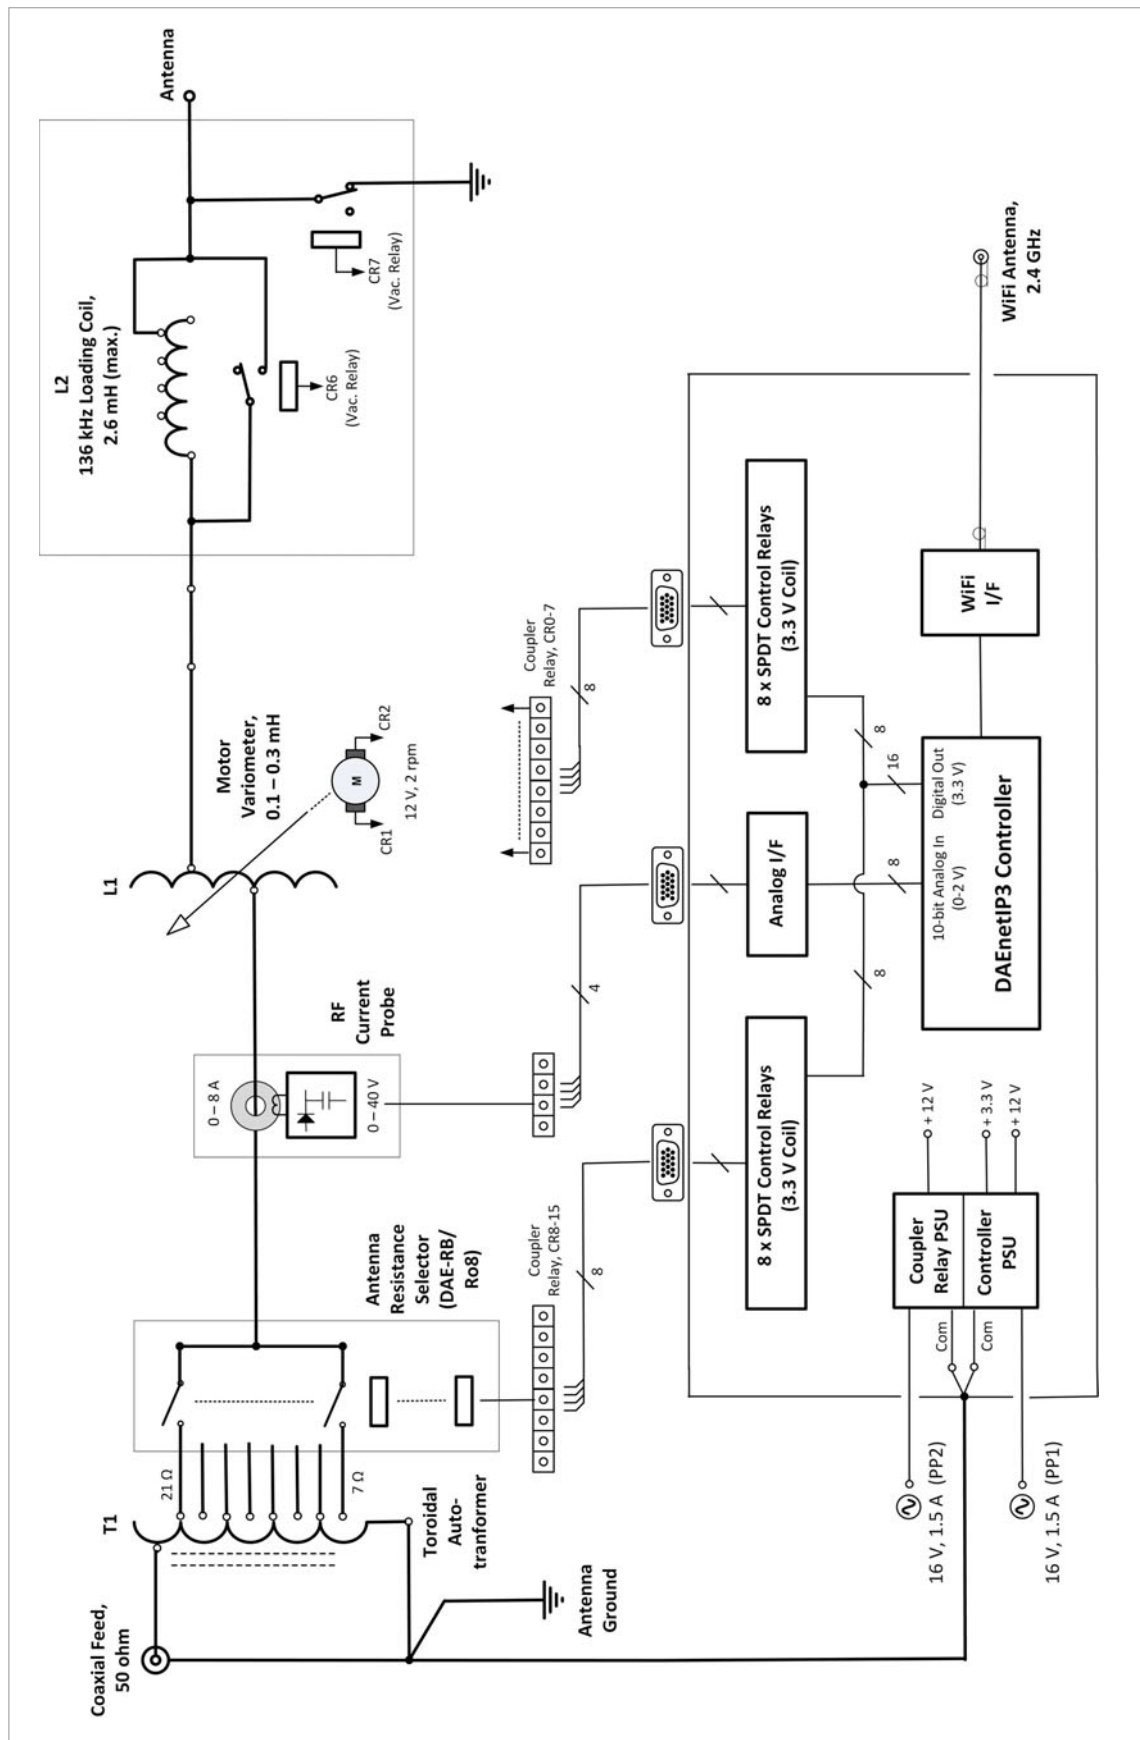 Coaxial Feed,
50 ohm
T1
21 Ω
7 Ω
Toroidal
Auto-
tranformer
Antenna
Ground
Antenna
Resistance
Selector
(DAE-RB/
Ro8)
0 – 8 A
0 – 40 V
RF
Current
Probe
L1
Motor
Variometer,
0.1 – 0.3 mH
M
CR1
CR2
12 V, 2 rpm
L2
136 kHz Loading Coil,
2.6 mH (max.)
CR6
(Vac. Relay)
CR7
(Vac. Relay)
Antenna
Coupler
Relay, CR8-15
8
4
Coupler
Relay, CR0-7
8
8 x SPDT Control Relays
(3.3 V Coil)
Analog I/F
8 x SPDT Control Relays
(3.3 V Coil)
8
8
8
16
10-bit Analog In
(0-2 V)
Digital Out
(3.3 V)
DAEnetIP3 Controller
WiFi
I/F
WiFi Antenna,
2.4 GHz
16 V, 1.5 A (PP2)
16 V, 1.5 A (PP1)
Com
Com
Coupler
Relay PSU
Controller
PSU
+ 12 V
+ 3.3 V
+ 12 V